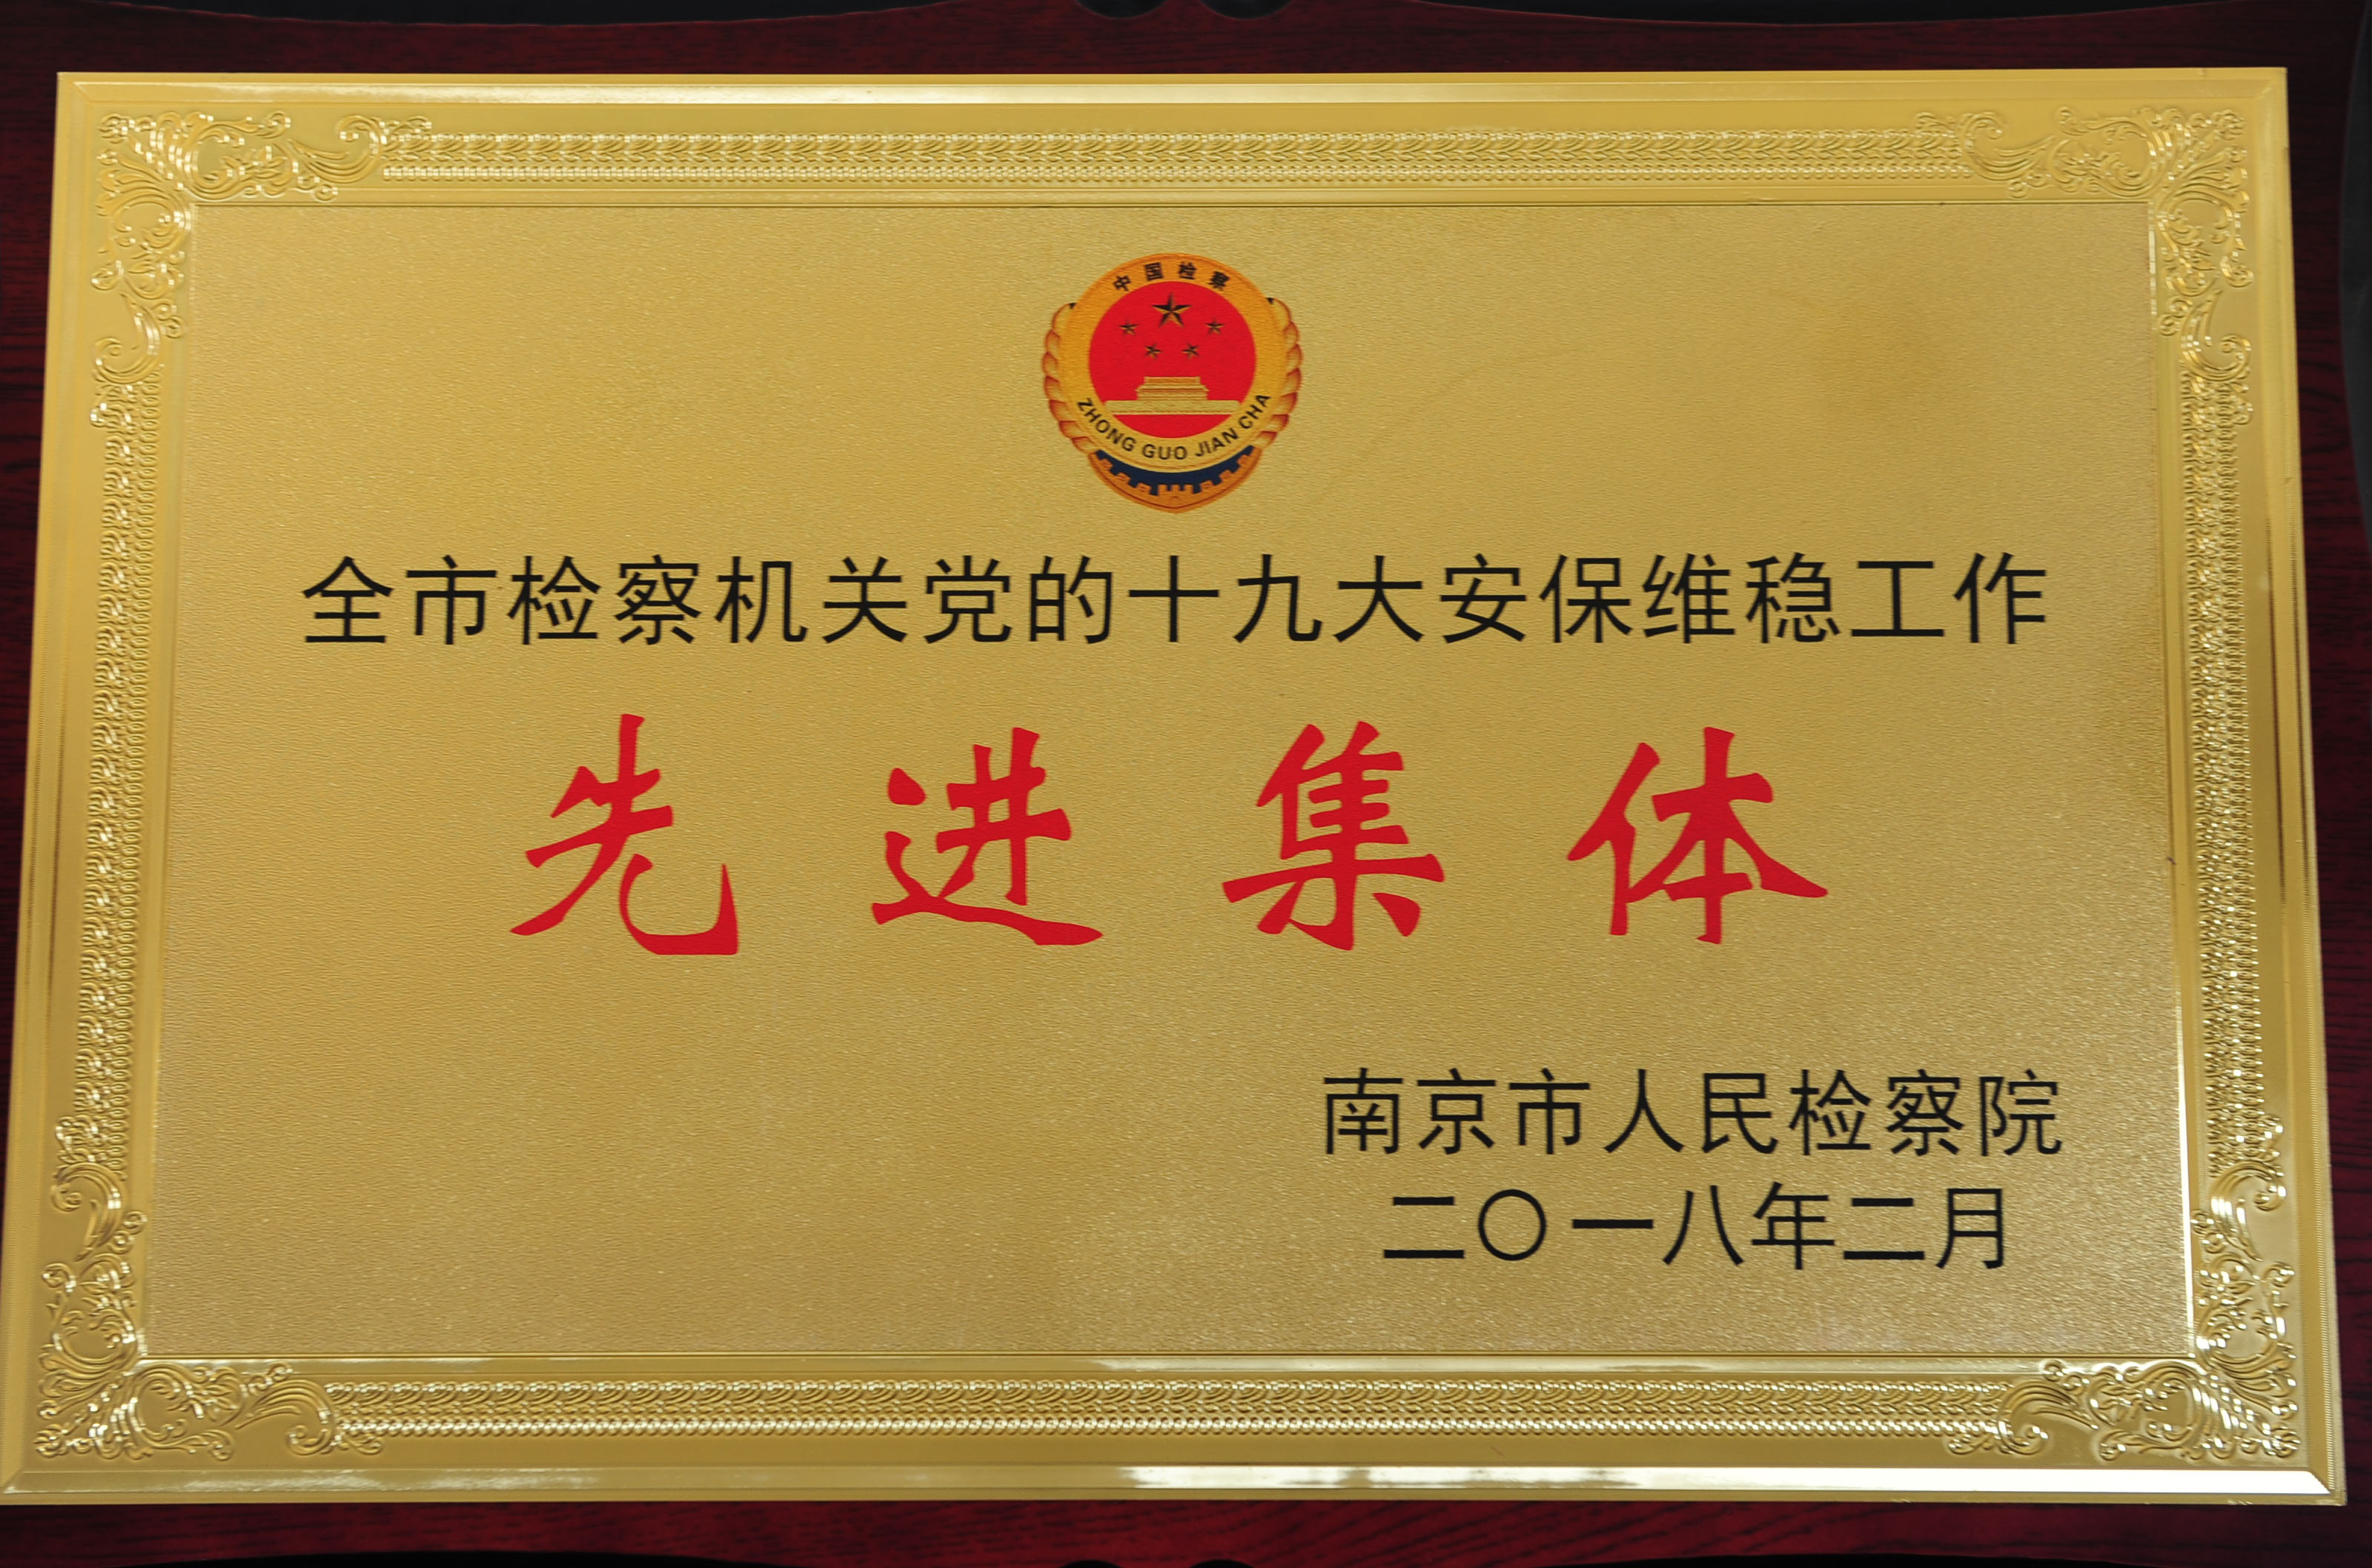 中国检察
ZHONG GUO JIAN CHA
全市检察机关党的十九大安保维稳工作
先进集体
南京市人民检察院
二〇一八年二月